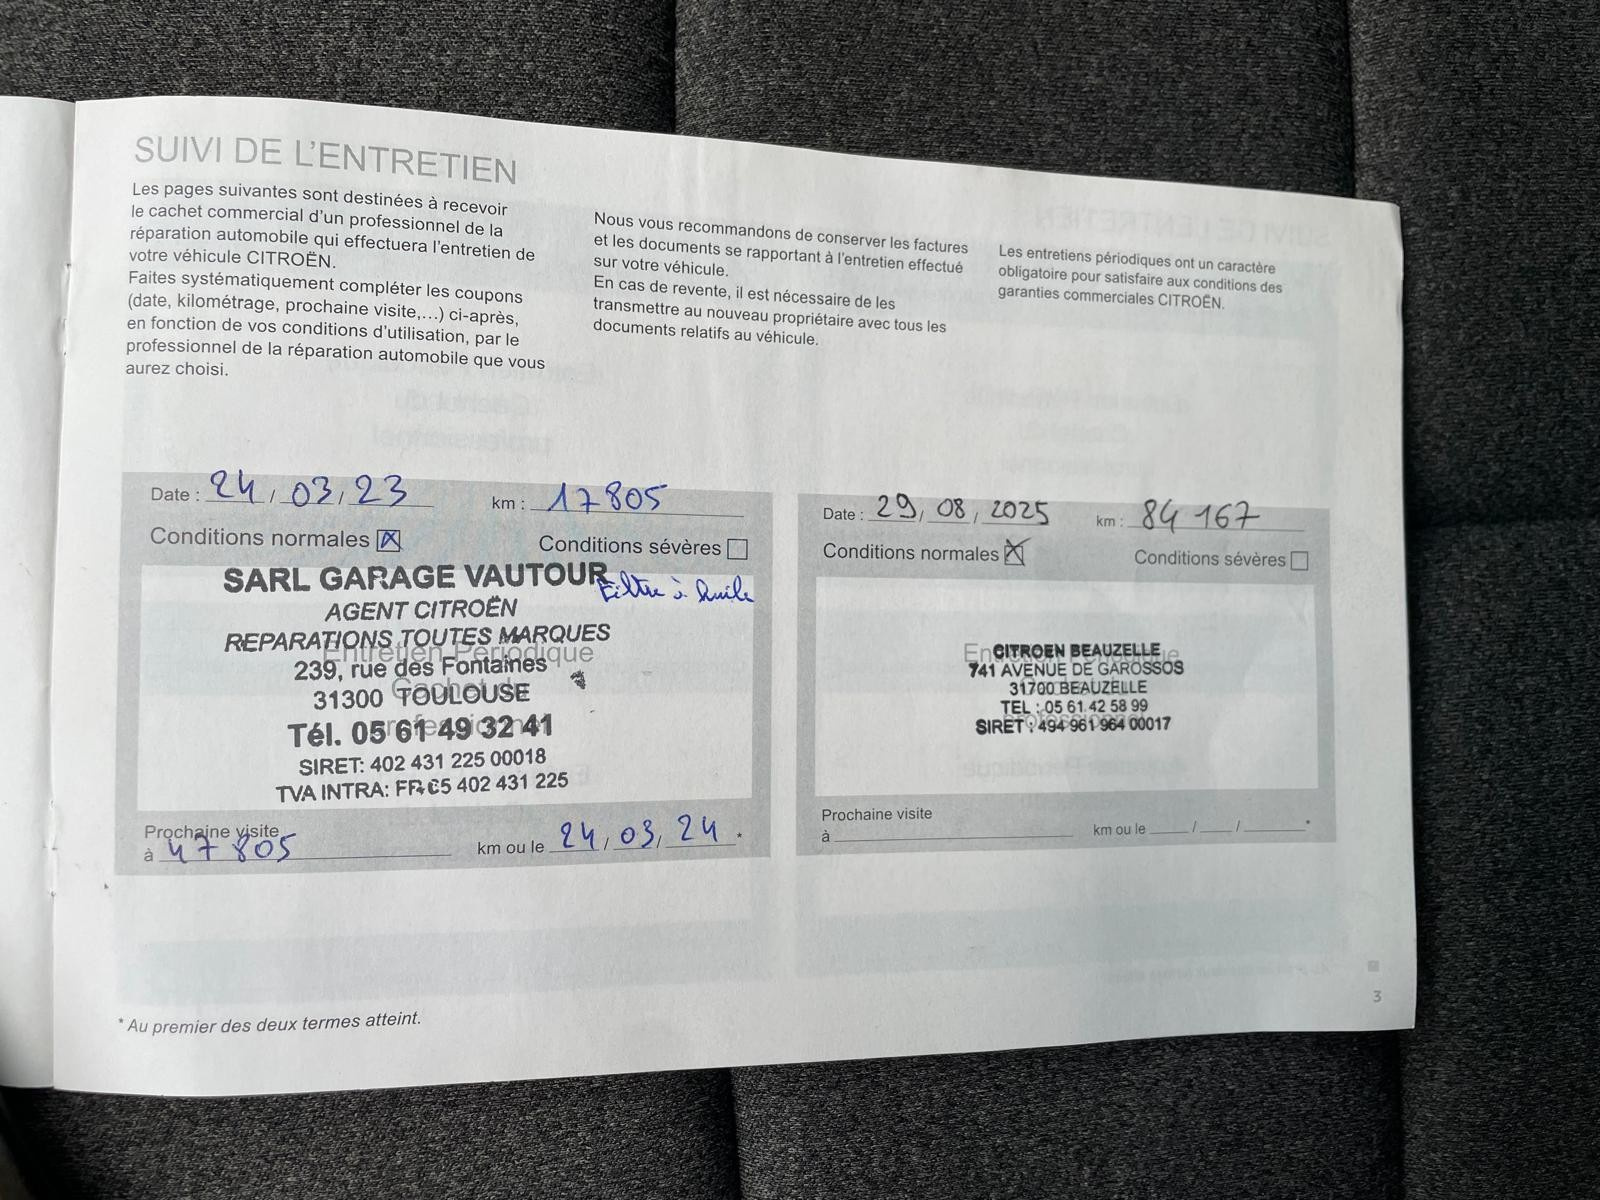 SUIVI DE L'ENTRETIEN
Les pages suivantes sont destinées à recevoir
le cachet commercial d'un professionnel de la
réparation automobile qui effectuera l'entretien de
votre véhicule CITROËN.
Faites systématiquement compléter les coupons
(date, kilométrage, prochaine visite,...) ci-après,
en fonction de vos conditions d'utilisation, par le
professionnel de la réparation automobile que vous
aurez choisi.
Nous vous recommandons de conserver les factures
et les documents se rapportant à l'entretien effectué
sur votre véhicule.
En cas de revente, il est nécessaire de les
transmettre au nouveau propriétaire avec tous les
documents relatifs au véhicule.
Les entretiens périodiques ont un caractère
obligatoire pour satisfaire aux conditions des
garanties commerciales CITROËN.
Date : 24 / 03 / 23 km : 17805
Conditions normales Conditions sévères
SARL GARAGE VAUTOUR
Filtre à huile
AGENT CITROËN
REPARATIONS TOUTES MARQUES
Entretien Périodique
239, rue des Fontaines
Cachet du
31300 TOULOUSE
professionnel
Tél. 05 61 49 32 41
SIRET: 402 431 225 00018
TVA INTRA: FR 65 402 431 225
Prochaine visite
à 47 805 km ou le 24 / 03 / 24 *
Date : 29 / 08 / 2025 km : 84 167
Conditions normales Conditions sévères
CITROEN BEAUZELLE
741 AVENUE DE GAROSSOS
31700 BEAUZELLE
TEL : 05 61 42 58 99
SIRET : 494 961 964 00017
Prochaine visite
à km ou le / / *
* Au premier des deux termes atteint.
3